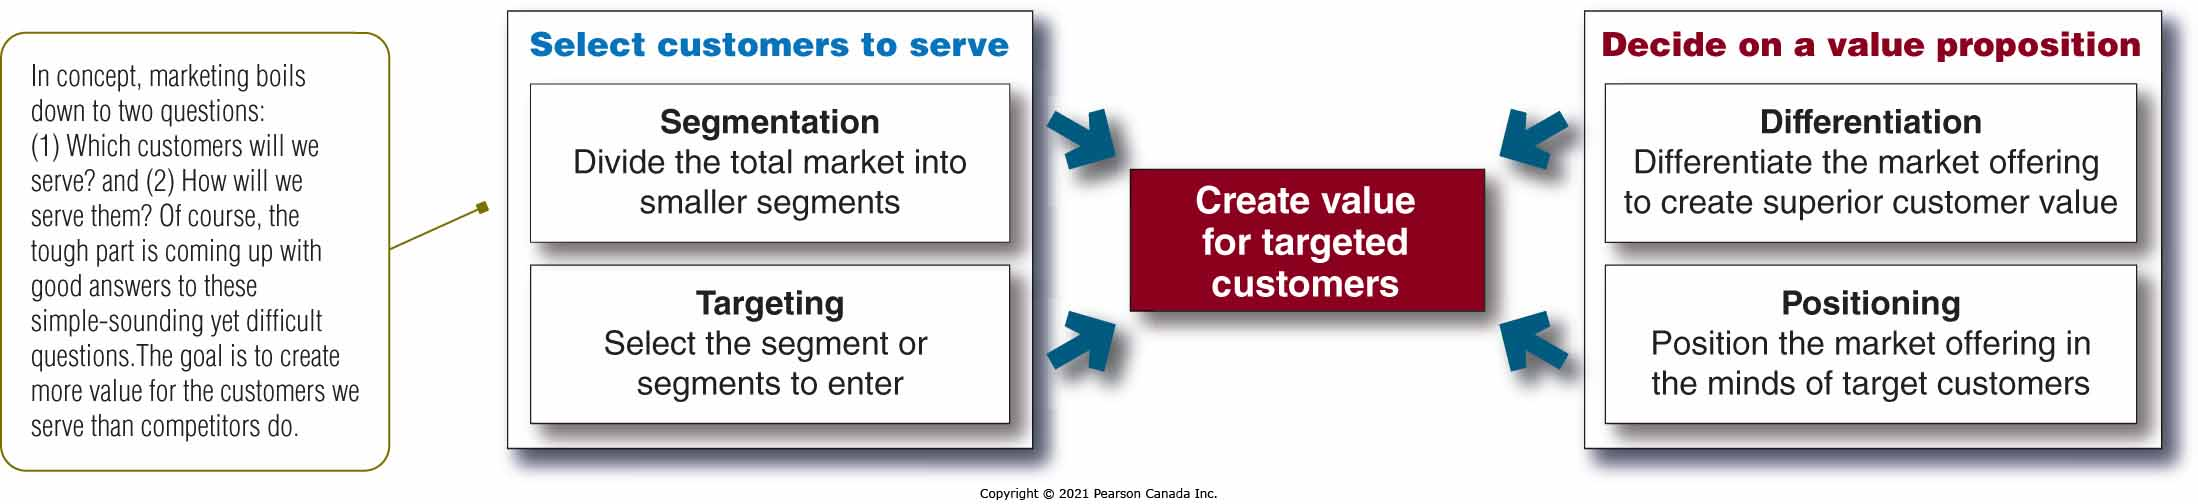 In concept, marketing boils
down to two questions:
(1) Which customers will we
serve? and (2) How will we
serve them? Of course, the
tough part is coming up with
good answers to these
simple-sounding yet difficult
questions.The goal is to create
more value for the customers we
serve than competitors do.
Select customers to serve
Segmentation
Divide the total market into
smaller segments
Targeting
Select the segment or
segments to enter
Create value
for targeted
customers
Decide on a value proposition
Differentiation
Differentiate the market offering
to create superior customer value
Positioning
Position the market offering in
the minds of target customers
Copyright © 2021 Pearson Canada Inc.